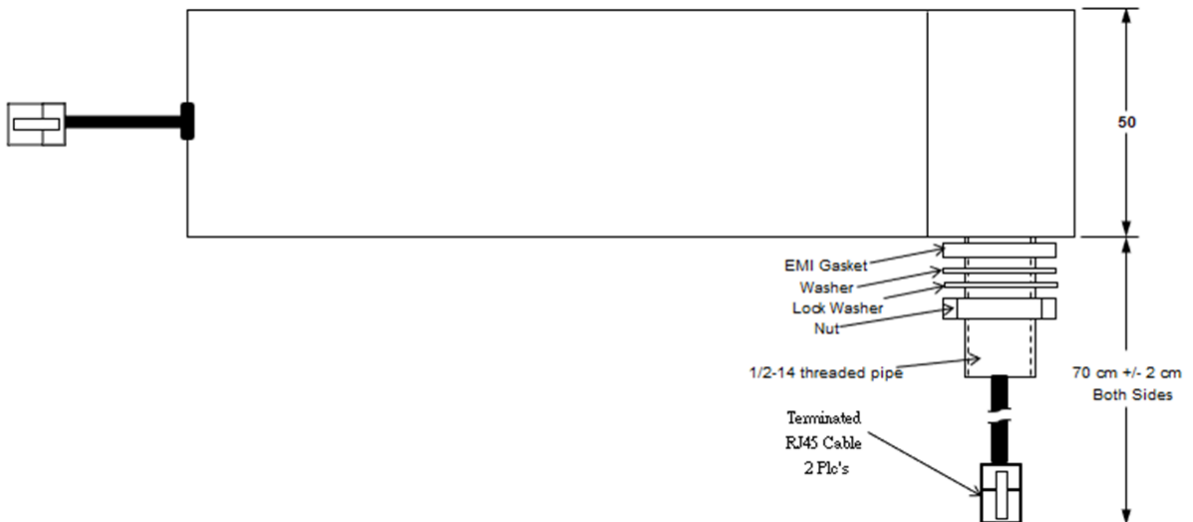 50
EMI Gasket
Washer
Lock Washer
Nut
1/2-14 threaded pipe
70 cm +/- 2 cm
Both Sides
Terminated
RJ45 Cable
2 Plc's